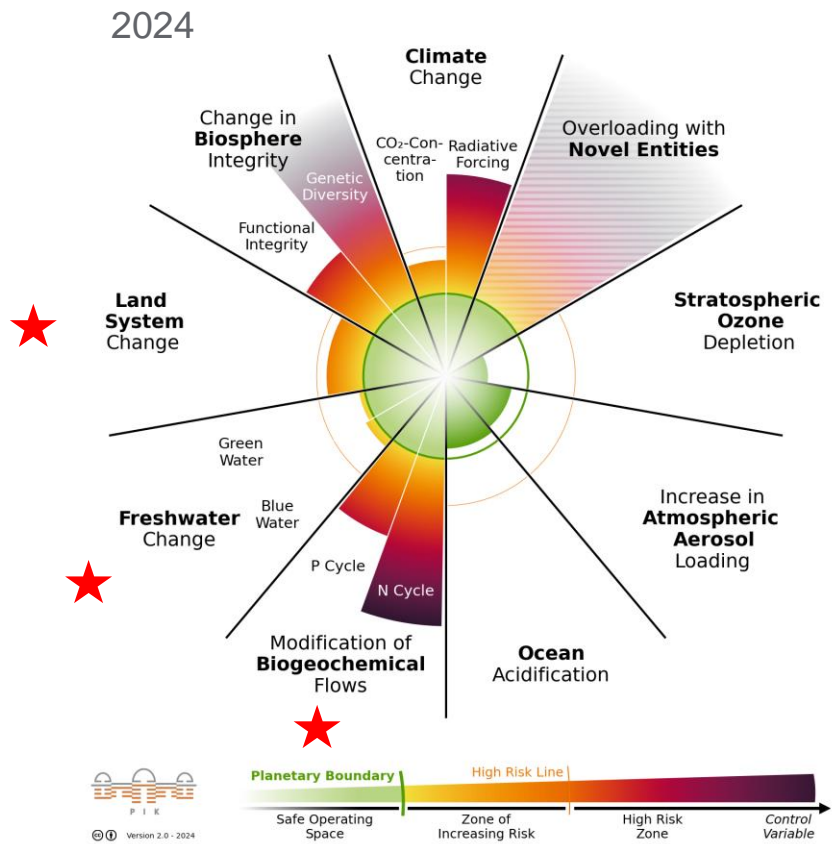 2024
Climate
Change
Change in
Biosphere
Integrity
CO₂-Con-
centra-
tion
Radiative
Forcing
Overloading with
Novel Entities
Genetic
Diversity
Functional
Integrity
Land
System
Change
Stratospheric
Ozone
Depletion
Green
Water
Blue
Water
Freshwater
Change
Increase in
Atmospheric
Aerosol
Loading
P Cycle
N Cycle
Modification of
Biogeochemical
Flows
Ocean
Acidification
Planetary Boundary
High Risk Line
Safe Operating
Space
Zone of
Increasing Risk
High Risk
Zone
Control
Variable
P I K
cc Version 2.0 - 2024